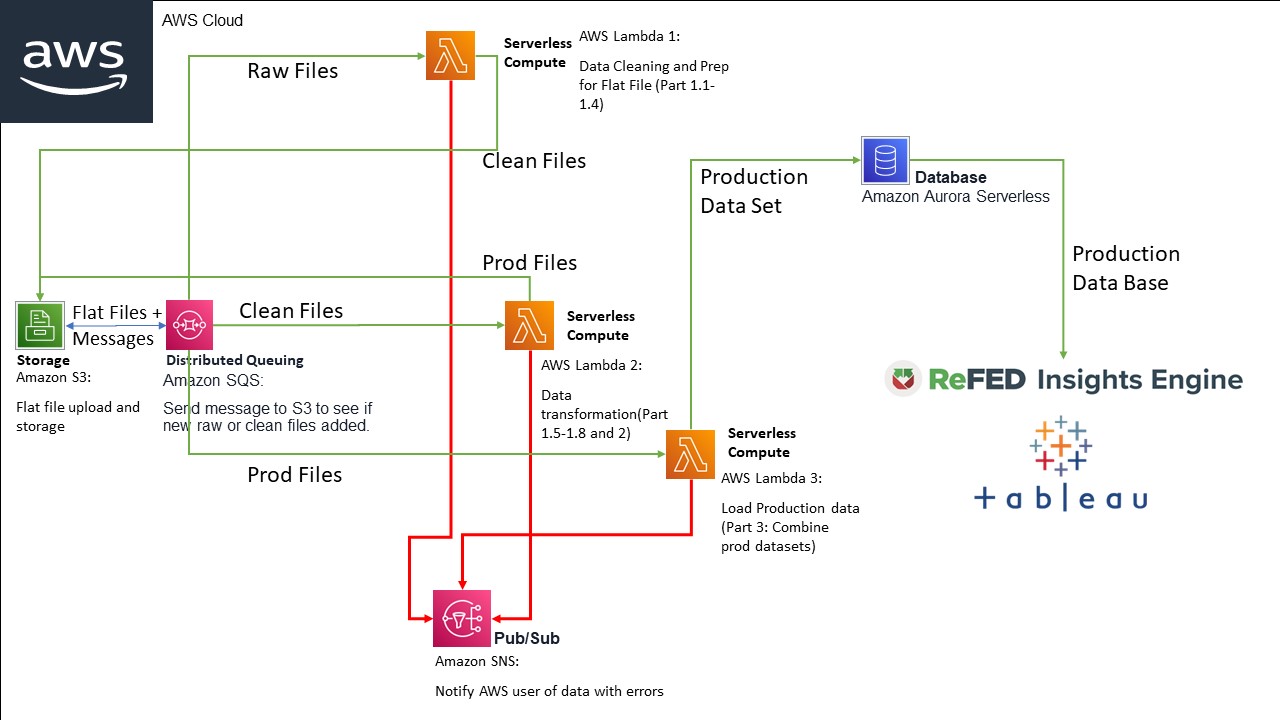 aws
AWS Cloud
Raw Files
Serverless
Compute
AWS Lambda 1:
Data Cleaning and Prep
for Flat File (Part 1.1-
1.4)
Clean Files
Production
Data Set
Database
Amazon Aurora Serverless
Production
Data Base
Prod Files
Flat Files +
Messages
Clean Files
Serverless
Compute
Storage
Amazon S3:
Flat file upload and
storage
Distributed Queuing
Amazon SQS:
Send message to S3 to see if
new raw or clean files added.
AWS Lambda 2:
Data
transformation(Part
1.5-1.8 and 2)
ReFED Insights Engine
tableau
Prod Files
Serverless
Compute
AWS Lambda 3:
Load Production data
(Part 3: Combine
prod datasets)
Pub/Sub
Amazon SNS:
Notify AWS user of data with errors